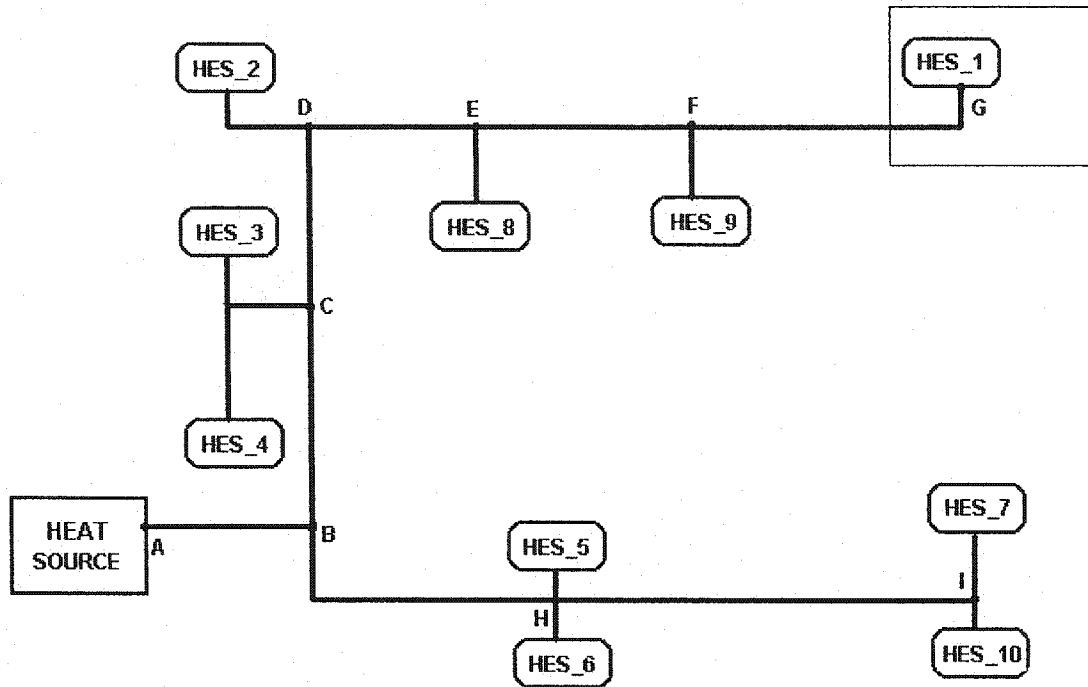 HES_2
HES_1
D
E
F
G
HES_8
HES_9
HES_3
C
HES_4
HEAT
SOURCE
A
B
HES_5
HES_7
H
I
HES_6
HES_10